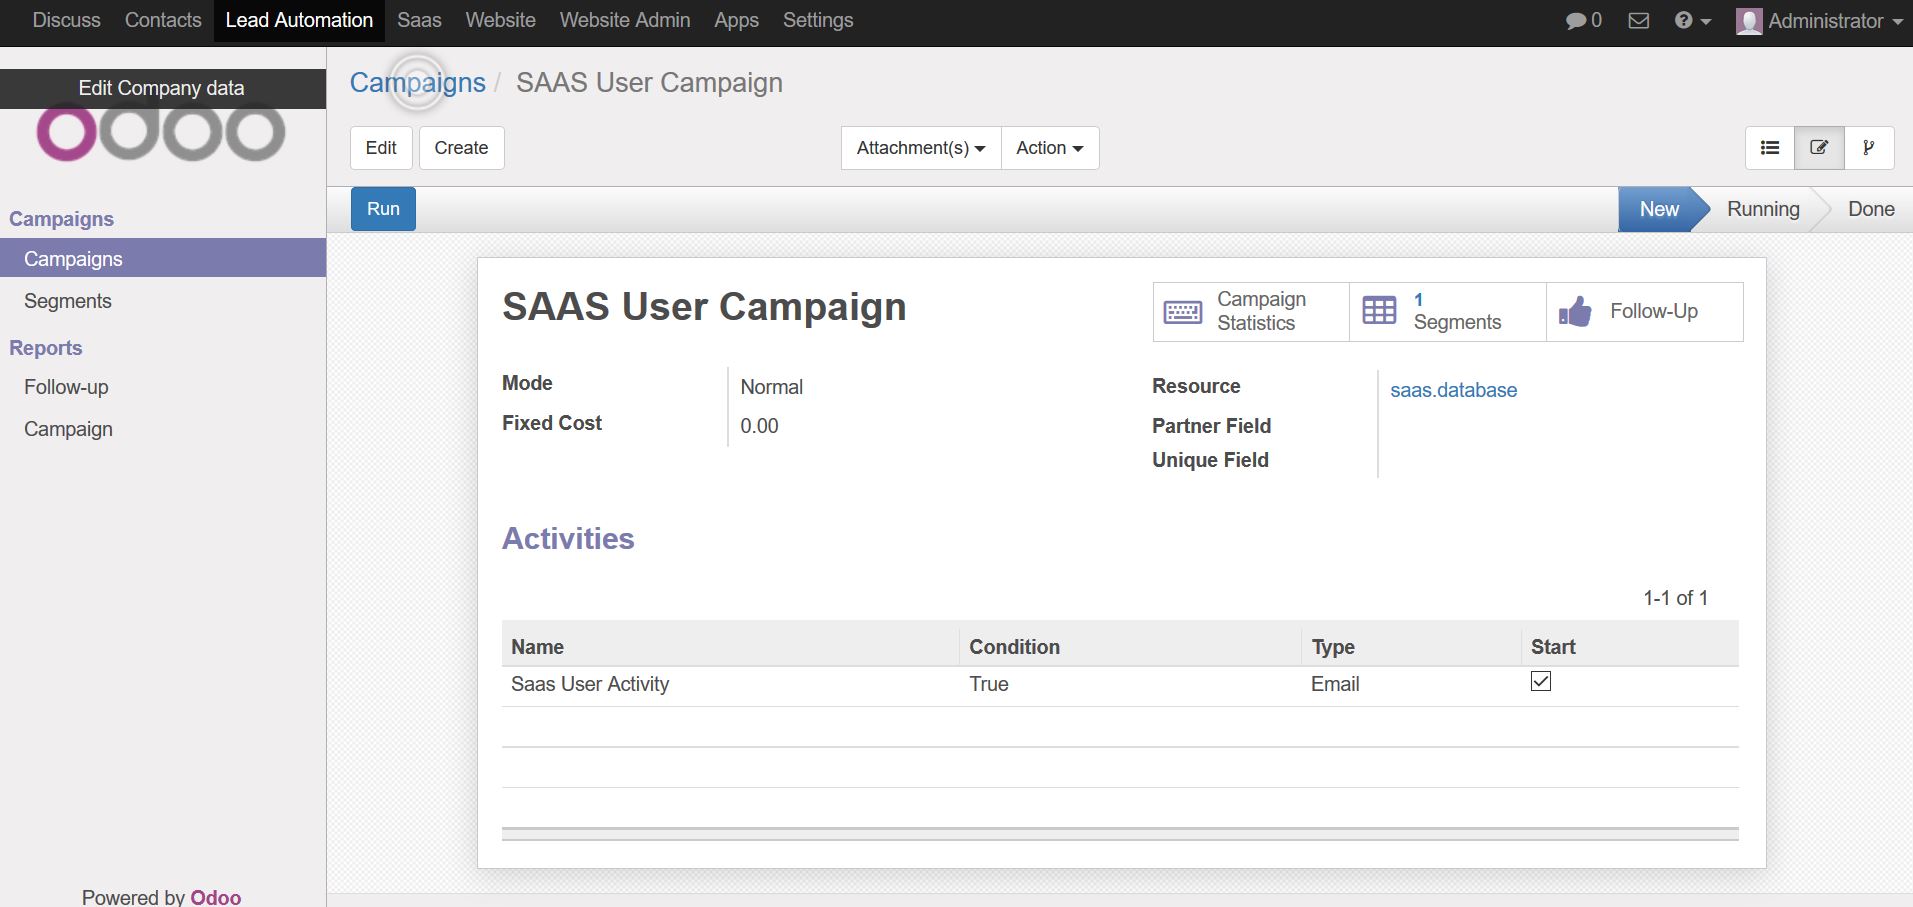 Discuss Contacts Lead Automation Saas Website Website Admin Apps Settings 0 Administrator
Edit Company data
odoo
Campaigns
Campaigns
Segments
Reports
Follow-up
Campaign
Powered by Odoo
Campaigns / SAAS User Campaign
Edit Create Attachment(s) Action
Run New Running Done
SAAS User Campaign
Campaign
Statistics
1
Segments
Follow-Up
Mode Normal
Fixed Cost 0.00
Resource saas.database
Partner Field
Unique Field
Activities
1-1 of 1
Name Condition Type Start
Saas User Activity True Email